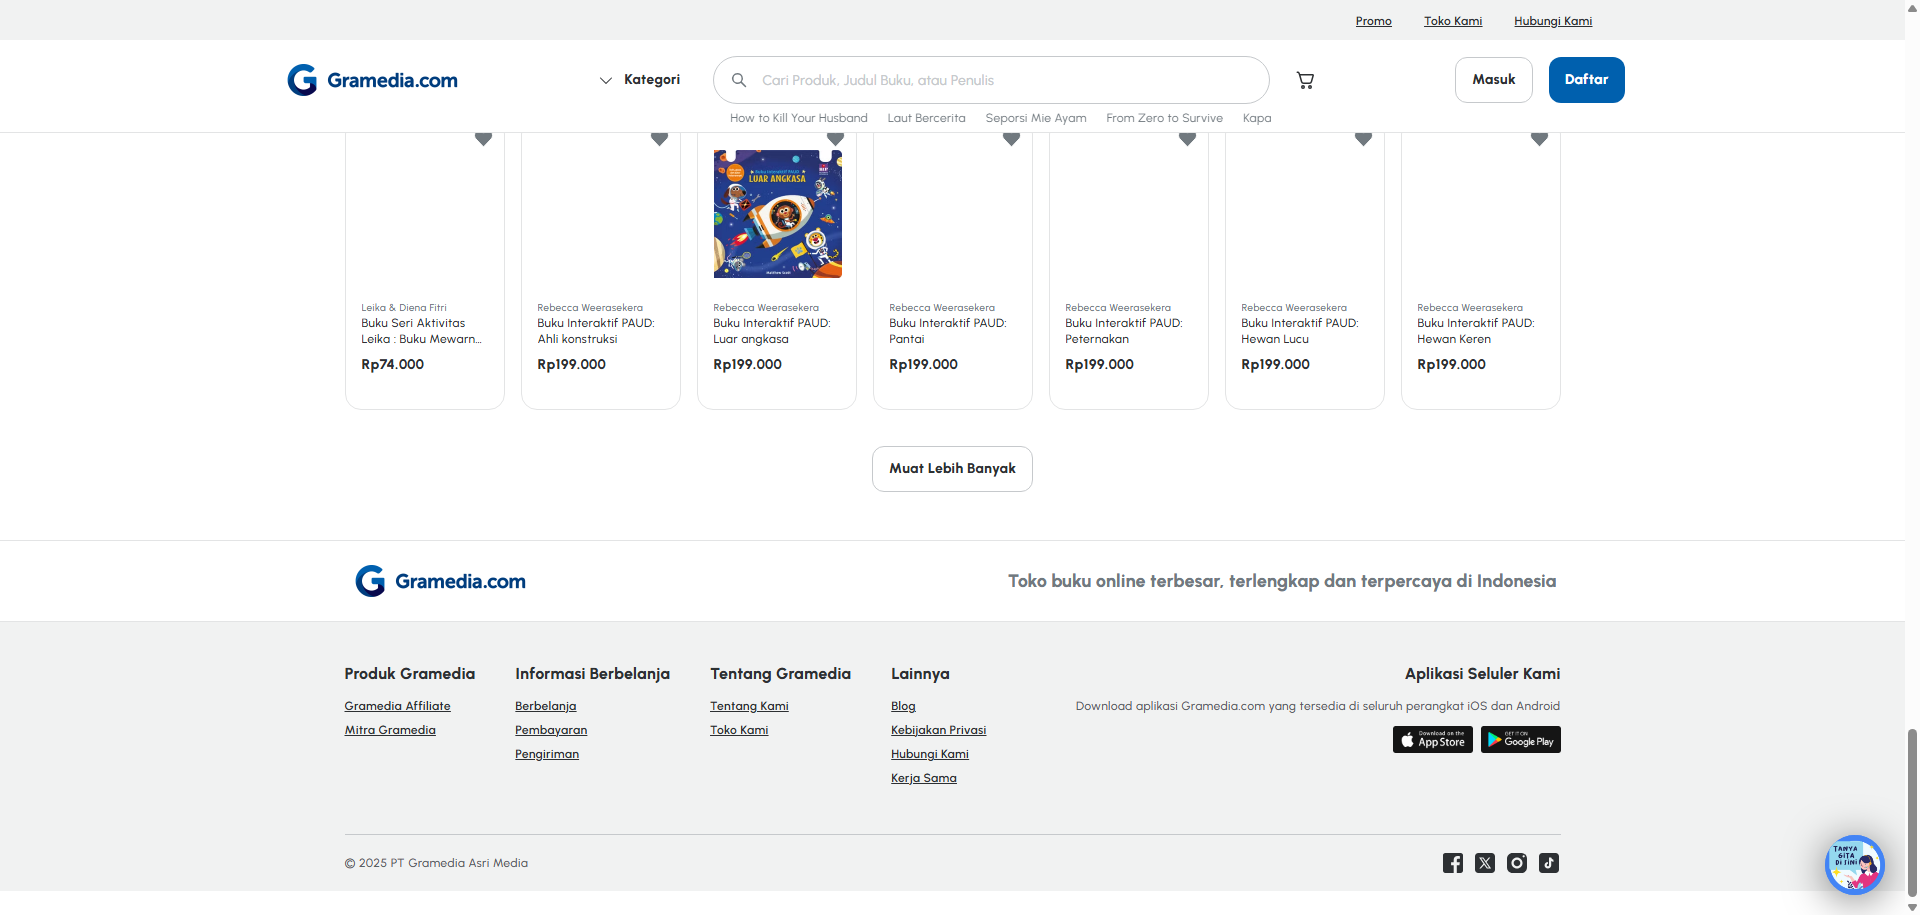 Promo
Toko Kami
Hubungi Kami
Gramedia.com
Kategori
Cari Produk, Judul Buku, atau Penulis
Masuk
Daftar
How to Kill Your Husband
Laut Bercerita
Seporsi Mie Ayam
From Zero to Survive
Kapa
Buku Interaktif PAUD
LUAR ANGKASA
Matthew Scott
Leika & Diena Fitri
Buku Seri Aktivitas
Leika : Buku Mewarn...
Rp74.000
Rebecca Weerasekera
Buku Interaktif PAUD:
Ahli konstruksi
Rp199.000
Rebecca Weerasekera
Buku Interaktif PAUD:
Luar angkasa
Rp199.000
Rebecca Weerasekera
Buku Interaktif PAUD:
Pantai
Rp199.000
Rebecca Weerasekera
Buku Interaktif PAUD:
Peternakan
Rp199.000
Rebecca Weerasekera
Buku Interaktif PAUD:
Hewan Lucu
Rp199.000
Rebecca Weerasekera
Buku Interaktif PAUD:
Hewan Keren
Rp199.000
Muat Lebih Banyak
Gramedia.com
Toko buku online terbesar, terlengkap dan terpercaya di Indonesia
Produk Gramedia
Gramedia Affiliate
Mitra Gramedia
Informasi Berbelanja
Berbelanja
Pembayaran
Pengiriman
Tentang Gramedia
Tentang Kami
Toko Kami
Lainnya
Blog
Kebijakan Privasi
Hubungi Kami
Kerja Sama
Aplikasi Seluler Kami
Download aplikasi Gramedia.com yang tersedia di seluruh perangkat iOS dan Android
Download on the
App Store
GET IT ON
Google Play
© 2025 PT Gramedia Asri Media
TANYA
GITA
DI SINI